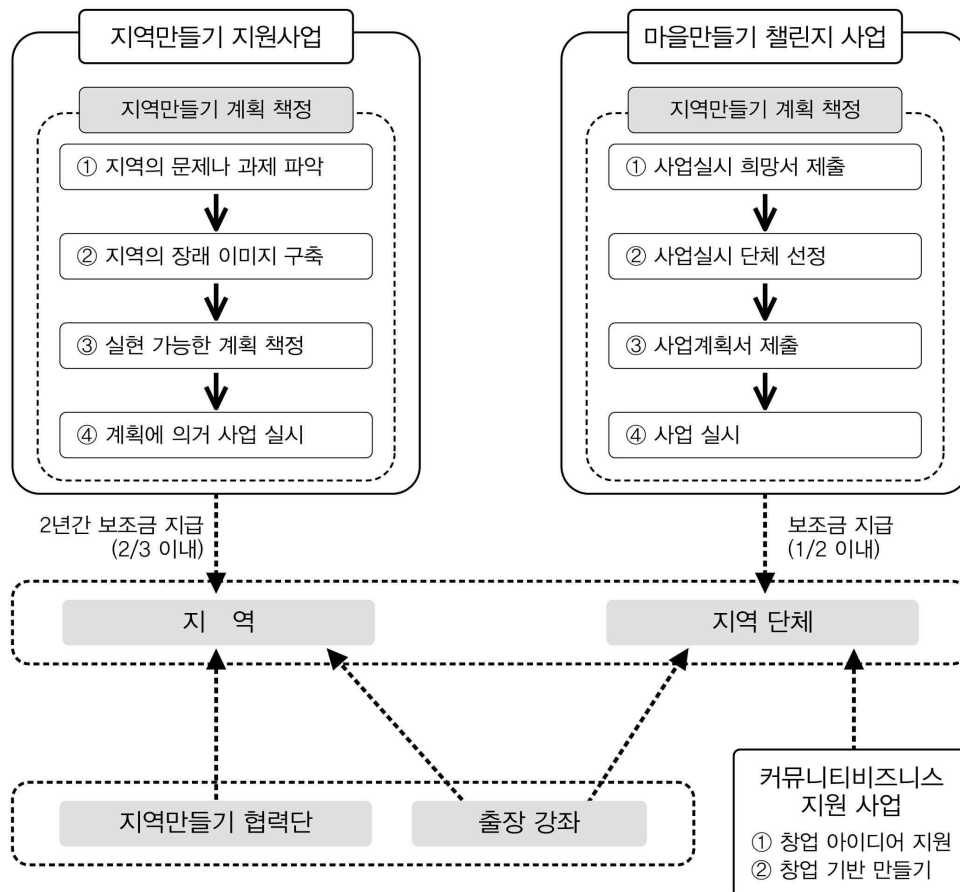 지역만들기 지원사업
지역만들기 계획 책정
① 지역의 문제나 과제 파악
② 지역의 장래 이미지 구축
③ 실현 가능한 계획 책정
④ 계획에 의거 사업 실시
마을만들기 챌린지 사업
지역만들기 계획 책정
① 사업실시 희망서 제출
② 사업실시 단체 선정
③ 사업계획서 제출
④ 사업 실시
2년간 보조금 지급
(2/3 이내)
보조금 지급
(1/2 이내)
지 역
지역 단체
지역만들기 협력단
출장 강좌
커뮤니티비즈니스
지원 사업
① 창업 아이디어 지원
② 창업 기반 만들기